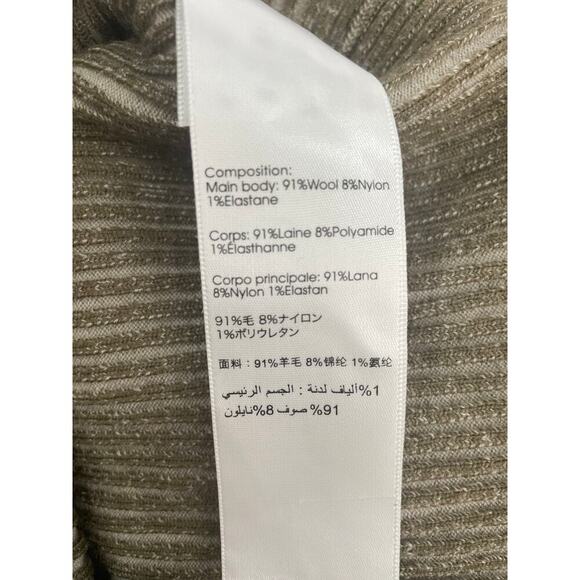 Composition:
Main body: 91%Wool 8%Nylon
1%Elastane
Corps: 91%Laine 8%Polyamide
1%Élasthanne
Corpo principale: 91%Lana
8%Nylon 1%Elastan
91%毛 8%ナイロン
1%ポリウレタン
面料：91%羊毛 8%锦纶 1%氨纶
1%ألياف لدنة : الجسم الرئيسي
91% صوف 8%نايلون